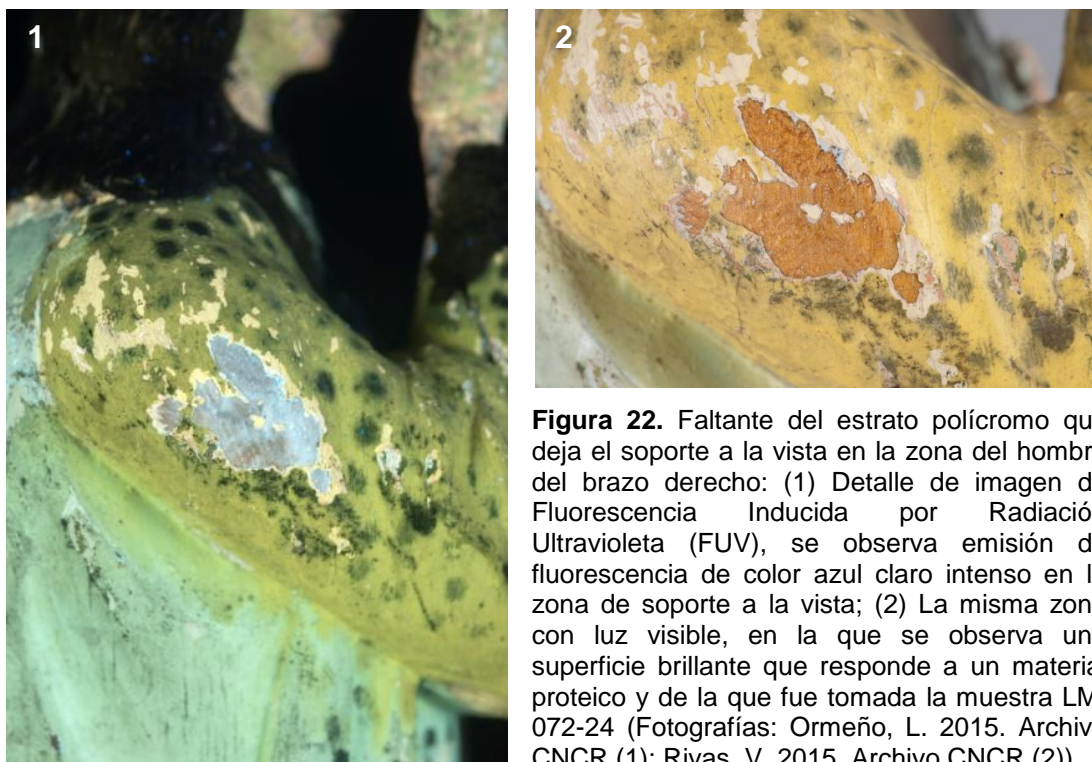 1
2
Figura 22. Faltante del estrato polícromo qu
deja el soporte a la vista en la zona del hombr
del brazo derecho: (1) Detalle de imagen d
Fluorescencia Inducida por Radiació
Ultravioleta (FUV), se observa emisión d
fluorescencia de color azul claro intenso en l
zona de soporte a la vista; (2) La misma zon
con luz visible, en la que se observa un
superficie brillante que responde a un materia
proteico y de la que fue tomada la muestra LM
072-24 (Fotografías: Ormeño, L. 2015. Archiv
CNCR (1); Rivas, V. 2015. Archivo CNCR (2))